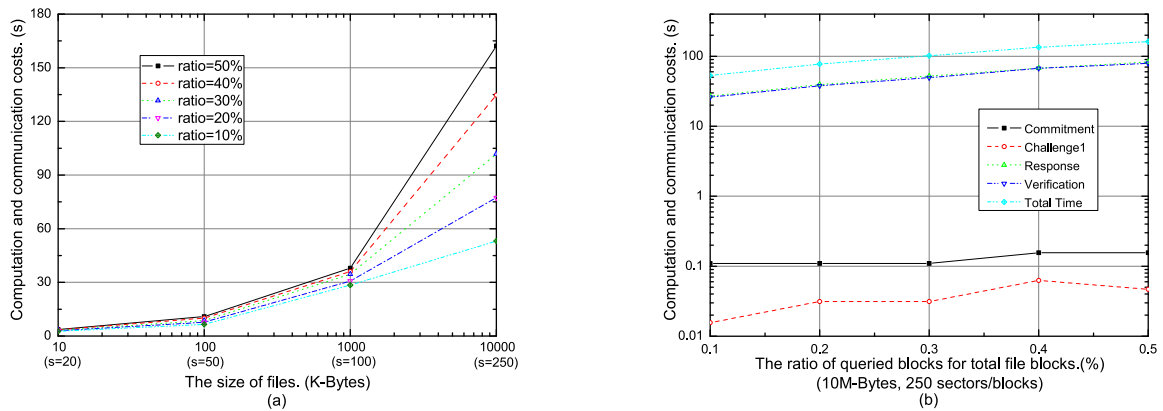 180
150
120
90
60
30
0
Computation and communication costs. (s)
ratio=50%
ratio=40%
ratio=30%
ratio=20%
ratio=10%
10 100 1000 10000
(s=20) (s=50) (s=100) (s=250)
The size of files. (K-Bytes)
(a)
100
10
1
0.1
0.01
Computation and communication costs. (s)
Commitment
Challenge1
Response
Verification
Total Time
0.1 0.2 0.3 0.4 0.5
The ratio of queried blocks for total file blocks.(%)
(10M-Bytes, 250 sectors/blocks)
(b)